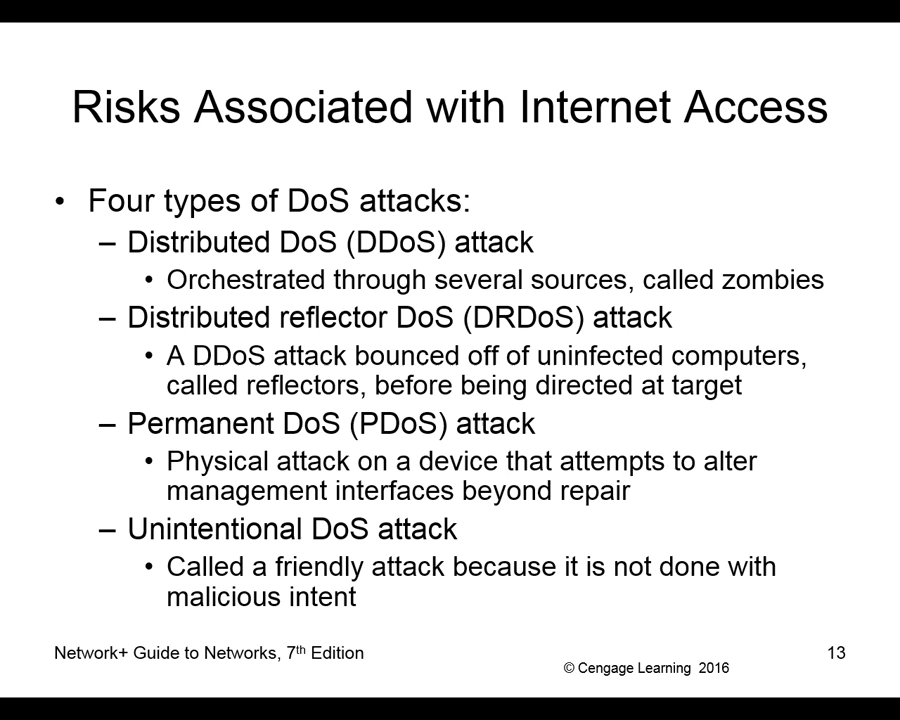 Risks Associated with Internet Access
• Four types of DoS attacks:
– Distributed DoS (DDoS) attack
• Orchestrated through several sources, called zombies
– Distributed reflector DoS (DRDoS) attack
• A DDoS attack bounced off of uninfected computers,
called reflectors, before being directed at target
– Permanent DoS (PDoS) attack
• Physical attack on a device that attempts to alter
management interfaces beyond repair
– Unintentional DoS attack
• Called a friendly attack because it is not done with
malicious intent
Network+ Guide to Networks, 7th Edition
© Cengage Learning 2016
13